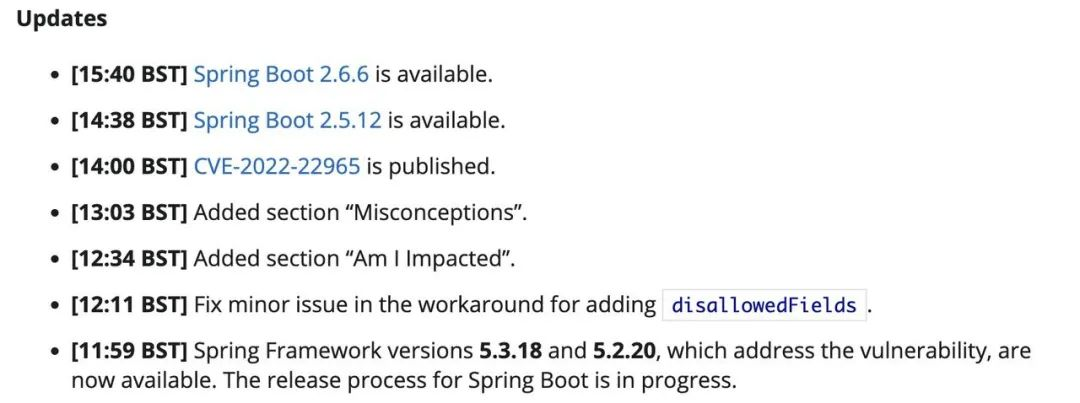 Updates
• [15:40 BST] Spring Boot 2.6.6 is available.
• [14:38 BST] Spring Boot 2.5.12 is available.
• [14:00 BST] CVE-2022-22965 is published.
• [13:03 BST] Added section “Misconceptions”.
• [12:34 BST] Added section “Am I Impacted”.
• [12:11 BST] Fix minor issue in the workaround for adding disallowedFields .
• [11:59 BST] Spring Framework versions 5.3.18 and 5.2.20, which address the vulnerability, are
now available. The release process for Spring Boot is in progress.